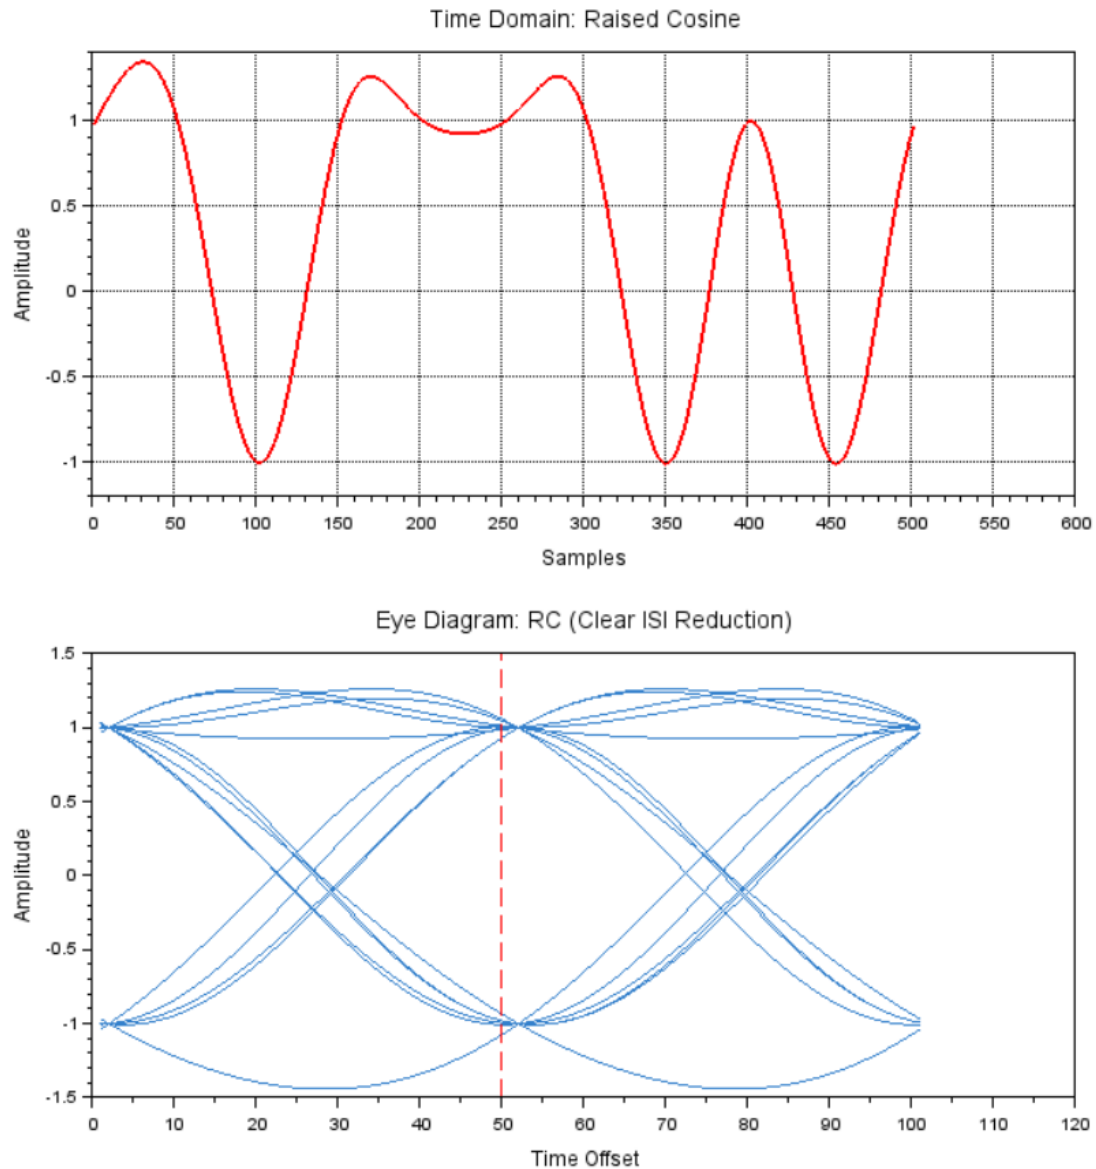 Time Domain: Raised Cosine
1
0.5
0
-0.5
-1
Amplitude
0 50 100 150 200 250 300 350 400 450 500 550 600
Samples
Eye Diagram: RC (Clear ISI Reduction)
1.5
1
0.5
0
-0.5
-1
-1.5
Amplitude
0 10 20 30 40 50 60 70 80 90 100 110 120
Time Offset